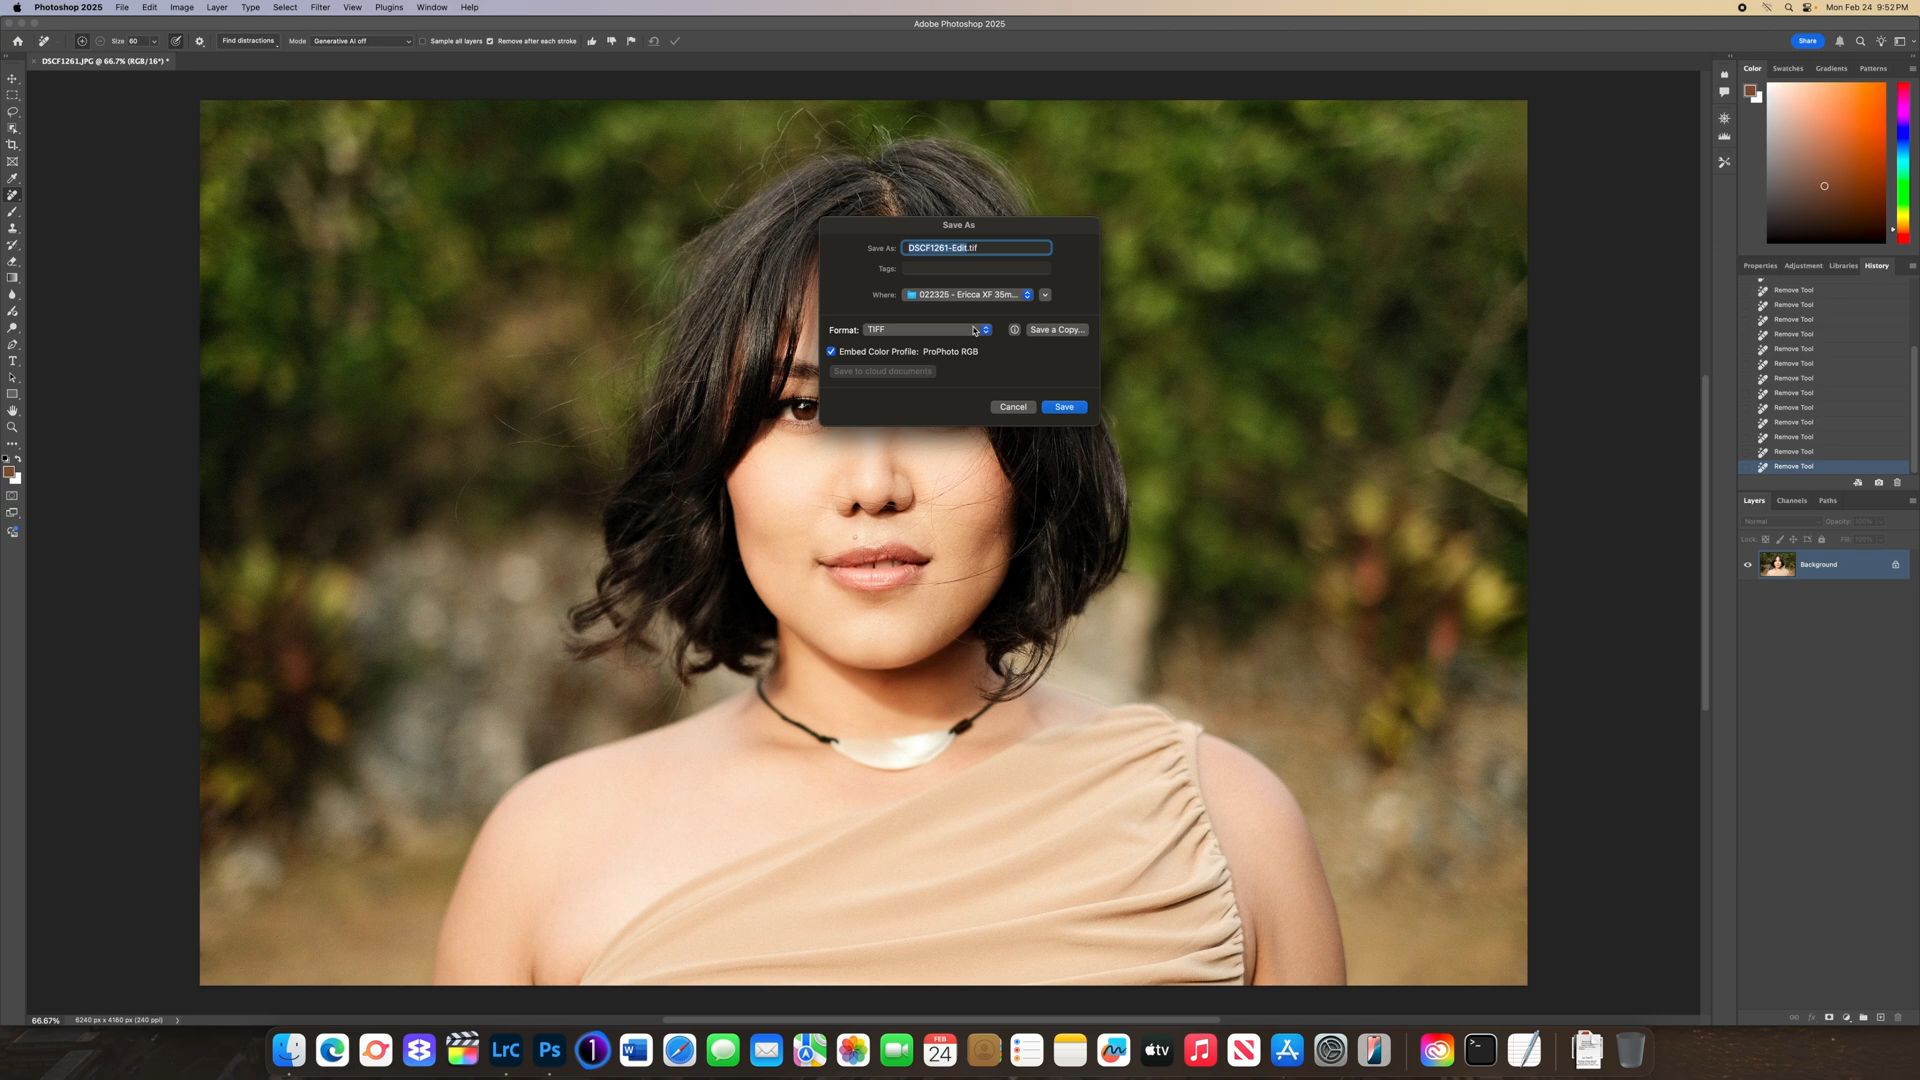 Photoshop 2025 File Edit Image Layer Type Select Filter View Plugins Window Help Mon Feb 24 9:52 PM
Adobe Photoshop 2025
Size 60 Find distractions Mode Generative AI off Sample all layers Remove after each stroke Share
DSCF1261.JPG @ 66.7% (RGB/16*) *
Color Swatches Gradients Patterns
Save As
Save As: DSCF1261-Edit.tif
Tags:
Where: 022325 - Ericca XF 35m...
Format: TIFF Save a Copy...
Embed Color Profile: ProPhoto RGB
Save to cloud documents
Cancel Save
Properties Adjustment Libraries History
Remove Tool
Remove Tool
Remove Tool
Remove Tool
Remove Tool
Remove Tool
Remove Tool
Remove Tool
Remove Tool
Remove Tool
Remove Tool
Remove Tool
Remove Tool
Layers Channels Paths
Normal Opacity: 100%
Lock: Fill: 100%
Background
66.67% 6240 px x 4160 px (240 ppi)
LrC Ps 1 W FEB 24 tv